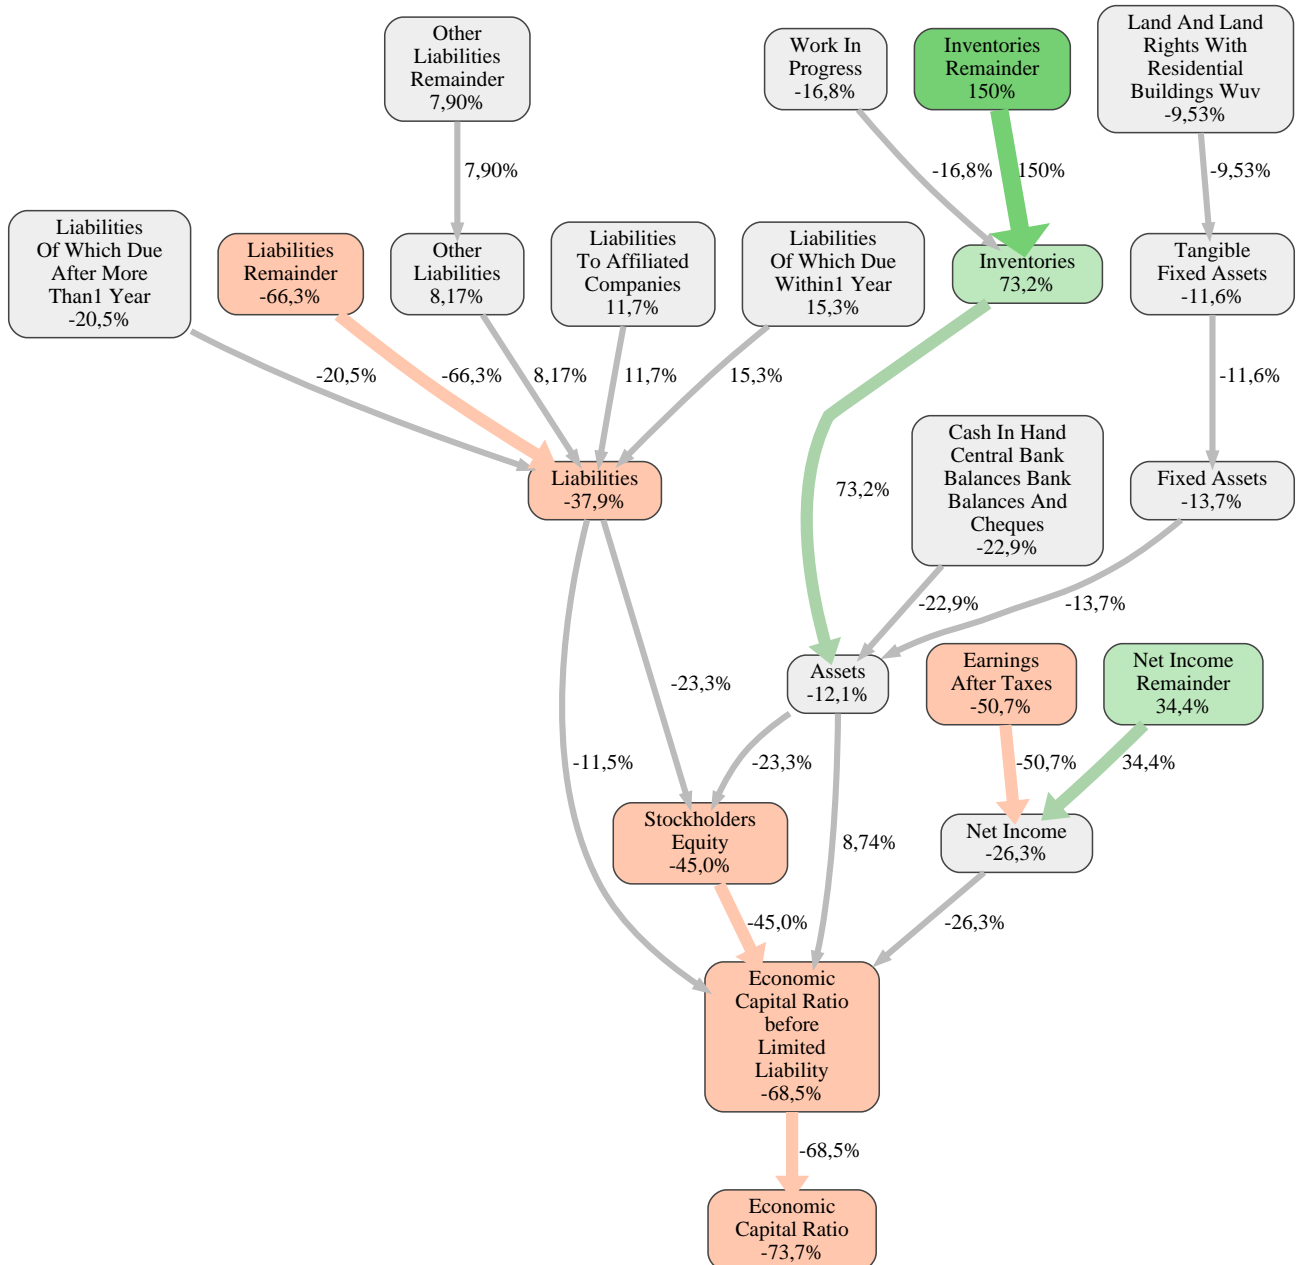 Other
Liabilities
Remainder
7,90%
Work In
Progress
-16,8%
Inventories
Remainder
150%
Land And Land
Rights With
Residential
Buildings Wuv
-9,53%
7,90%
-16,8%
150%
-9,53%
Liabilities
Of Which Due
After More
Than1 Year
-20,5%
Liabilities
Remainder
-66,3%
Other
Liabilities
8,17%
Liabilities
To Affiliated
Companies
11,7%
Liabilities
Of Which Due
Within1 Year
15,3%
Inventories
73,2%
Tangible
Fixed Assets
-11,6%
-20,5%
-66,3%
8,17%
11,7%
15,3%
-11,6%
Liabilities
-37,9%
73,2%
Cash In Hand
Central Bank
Balances Bank
Balances And
Cheques
-22,9%
Fixed Assets
-13,7%
-22,9%
-13,7%
-23,3%
Assets
-12,1%
Earnings
After Taxes
-50,7%
Net Income
Remainder
34,4%
-11,5%
-23,3%
-50,7%
34,4%
Stockholders
Equity
-45,0%
8,74%
Net Income
-26,3%
-45,0%
-26,3%
Economic
Capital Ratio
before
Limited
Liability
-68,5%
-68,5%
Economic
Capital Ratio
-73,7%